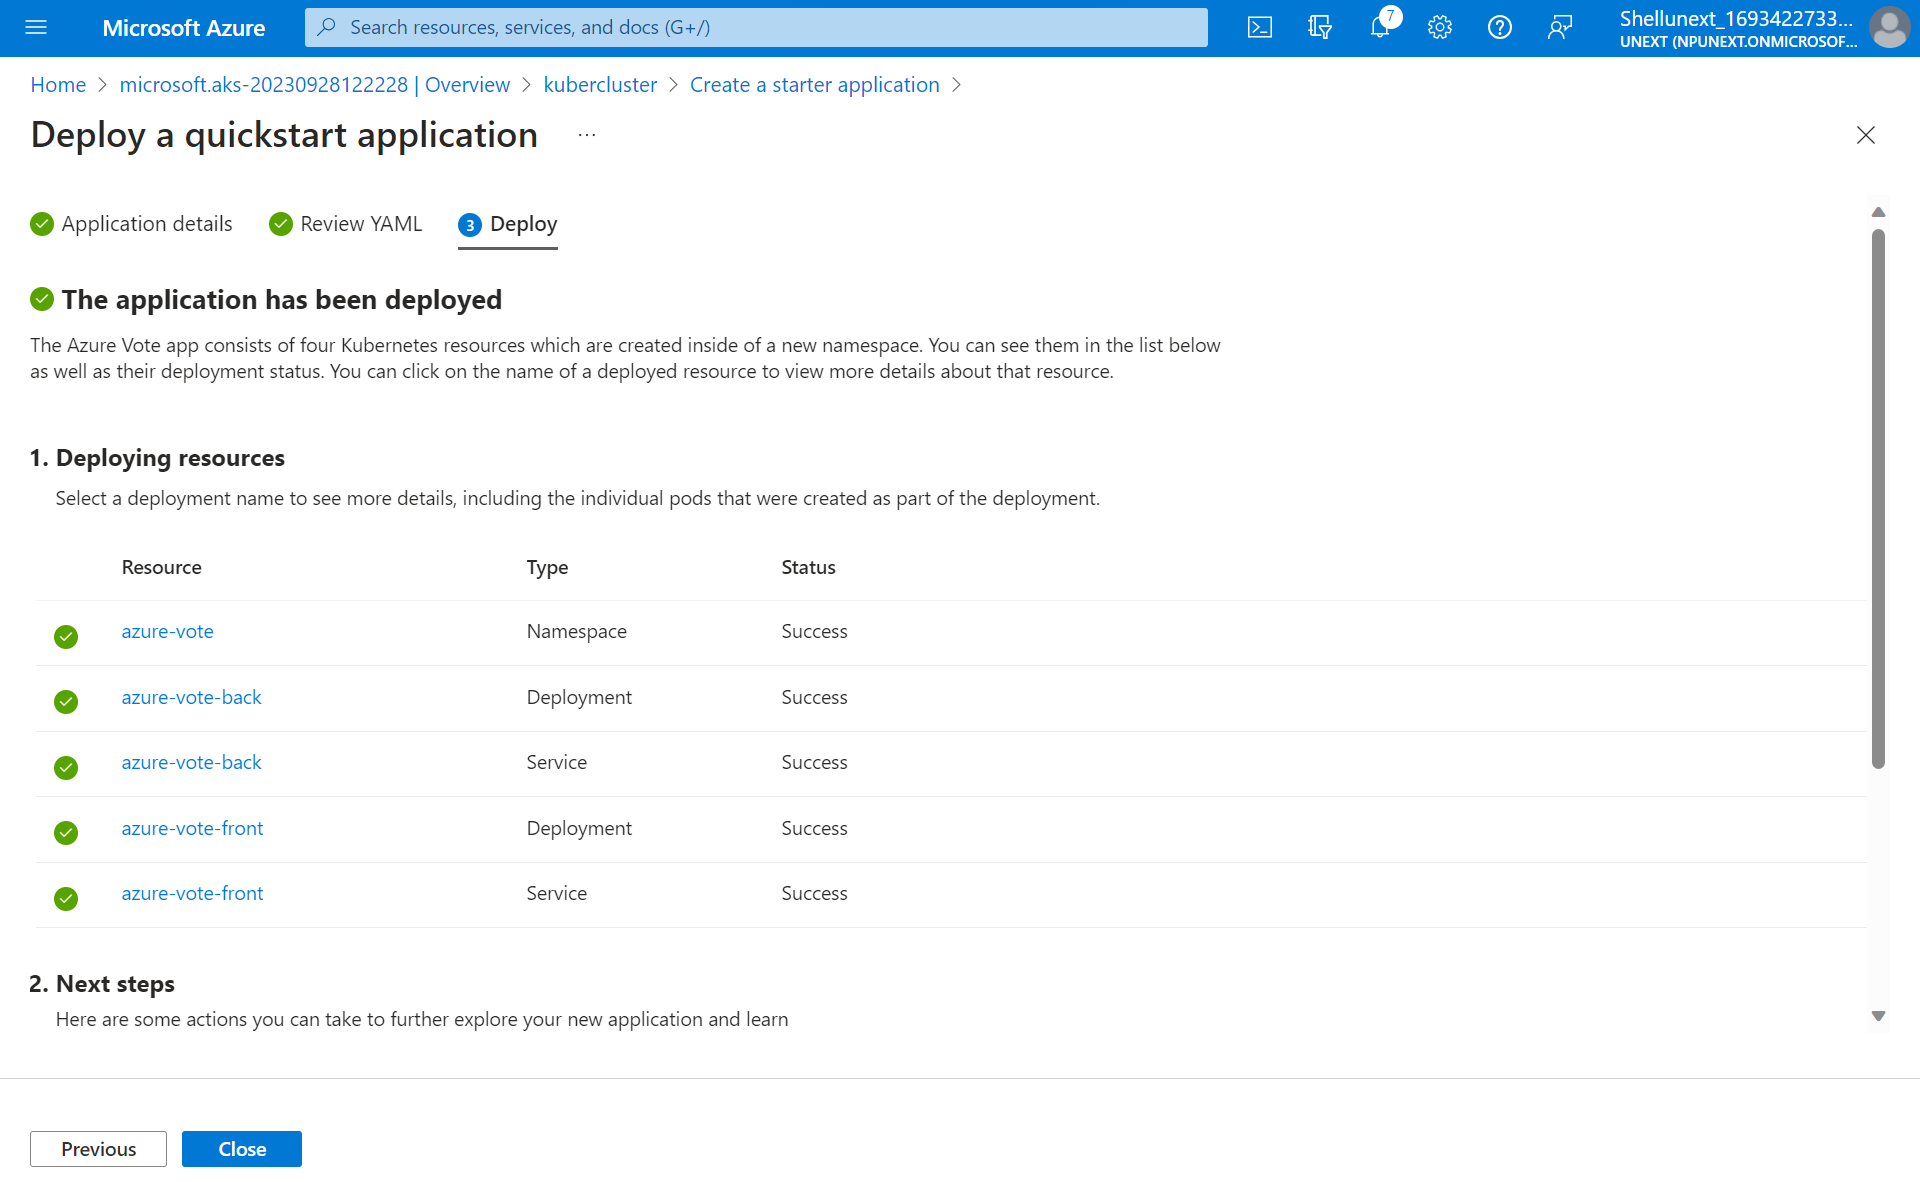 Microsoft Azure
Search resources, services, and docs (G+/)
7
Shellunext_1693422733...
UNEXT (NPUNEXT.ONMICROSOF...
Home > microsoft.aks-20230928122228 | Overview > kubercluster > Create a starter application >
Deploy a quickstart application ...
Application details
Review YAML
3 Deploy
The application has been deployed
The Azure Vote app consists of four Kubernetes resources which are created inside of a new namespace. You can see them in the list below
as well as their deployment status. You can click on the name of a deployed resource to view more details about that resource.
1. Deploying resources
Select a deployment name to see more details, including the individual pods that were created as part of the deployment.
Resource Type Status
azure-vote Namespace Success
azure-vote-back Deployment Success
azure-vote-back Service Success
azure-vote-front Deployment Success
azure-vote-front Service Success
2. Next steps
Here are some actions you can take to further explore your new application and learn
Previous
Close